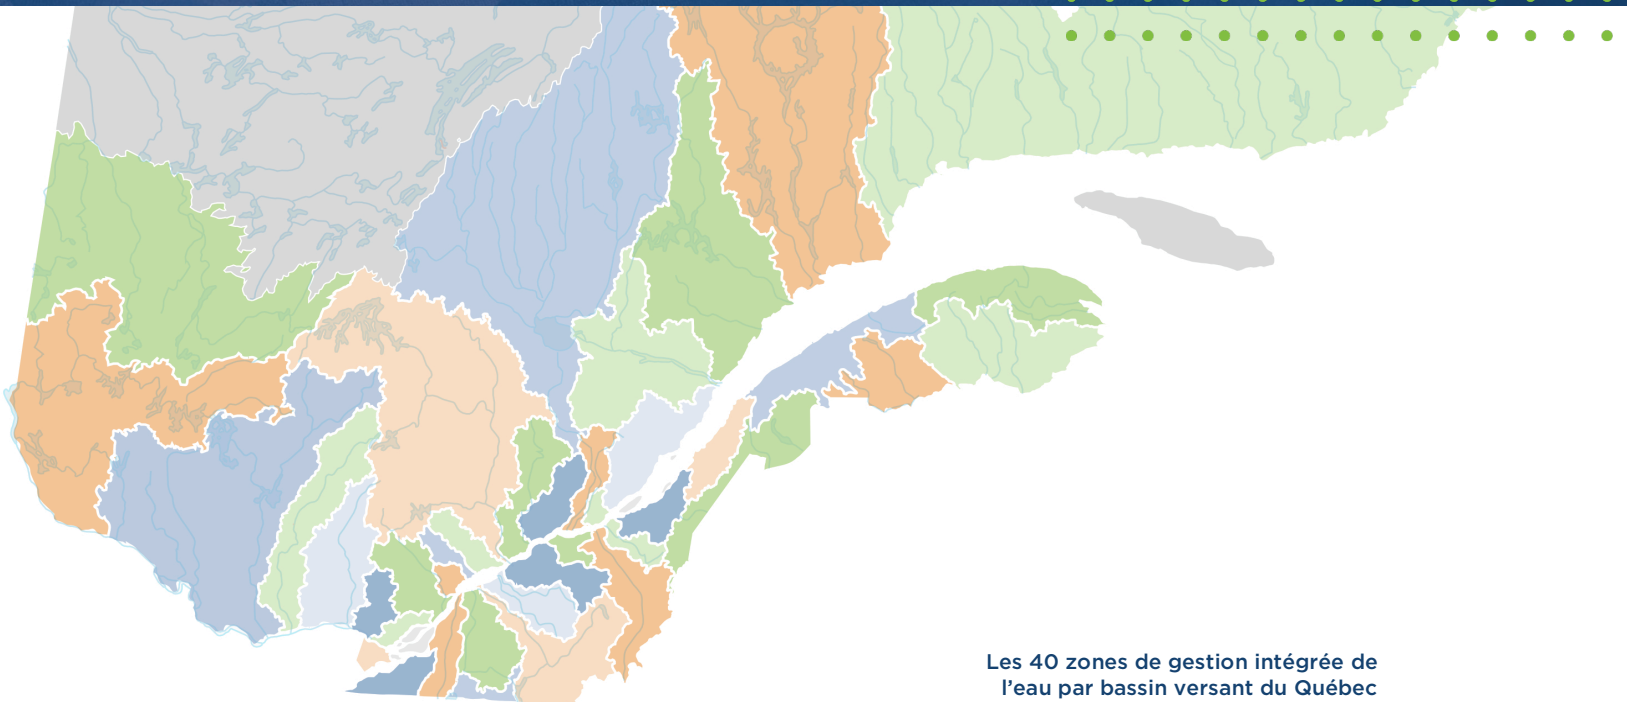 Les 40 zones de gestion intégrée de
l’eau par bassin versant du Québec